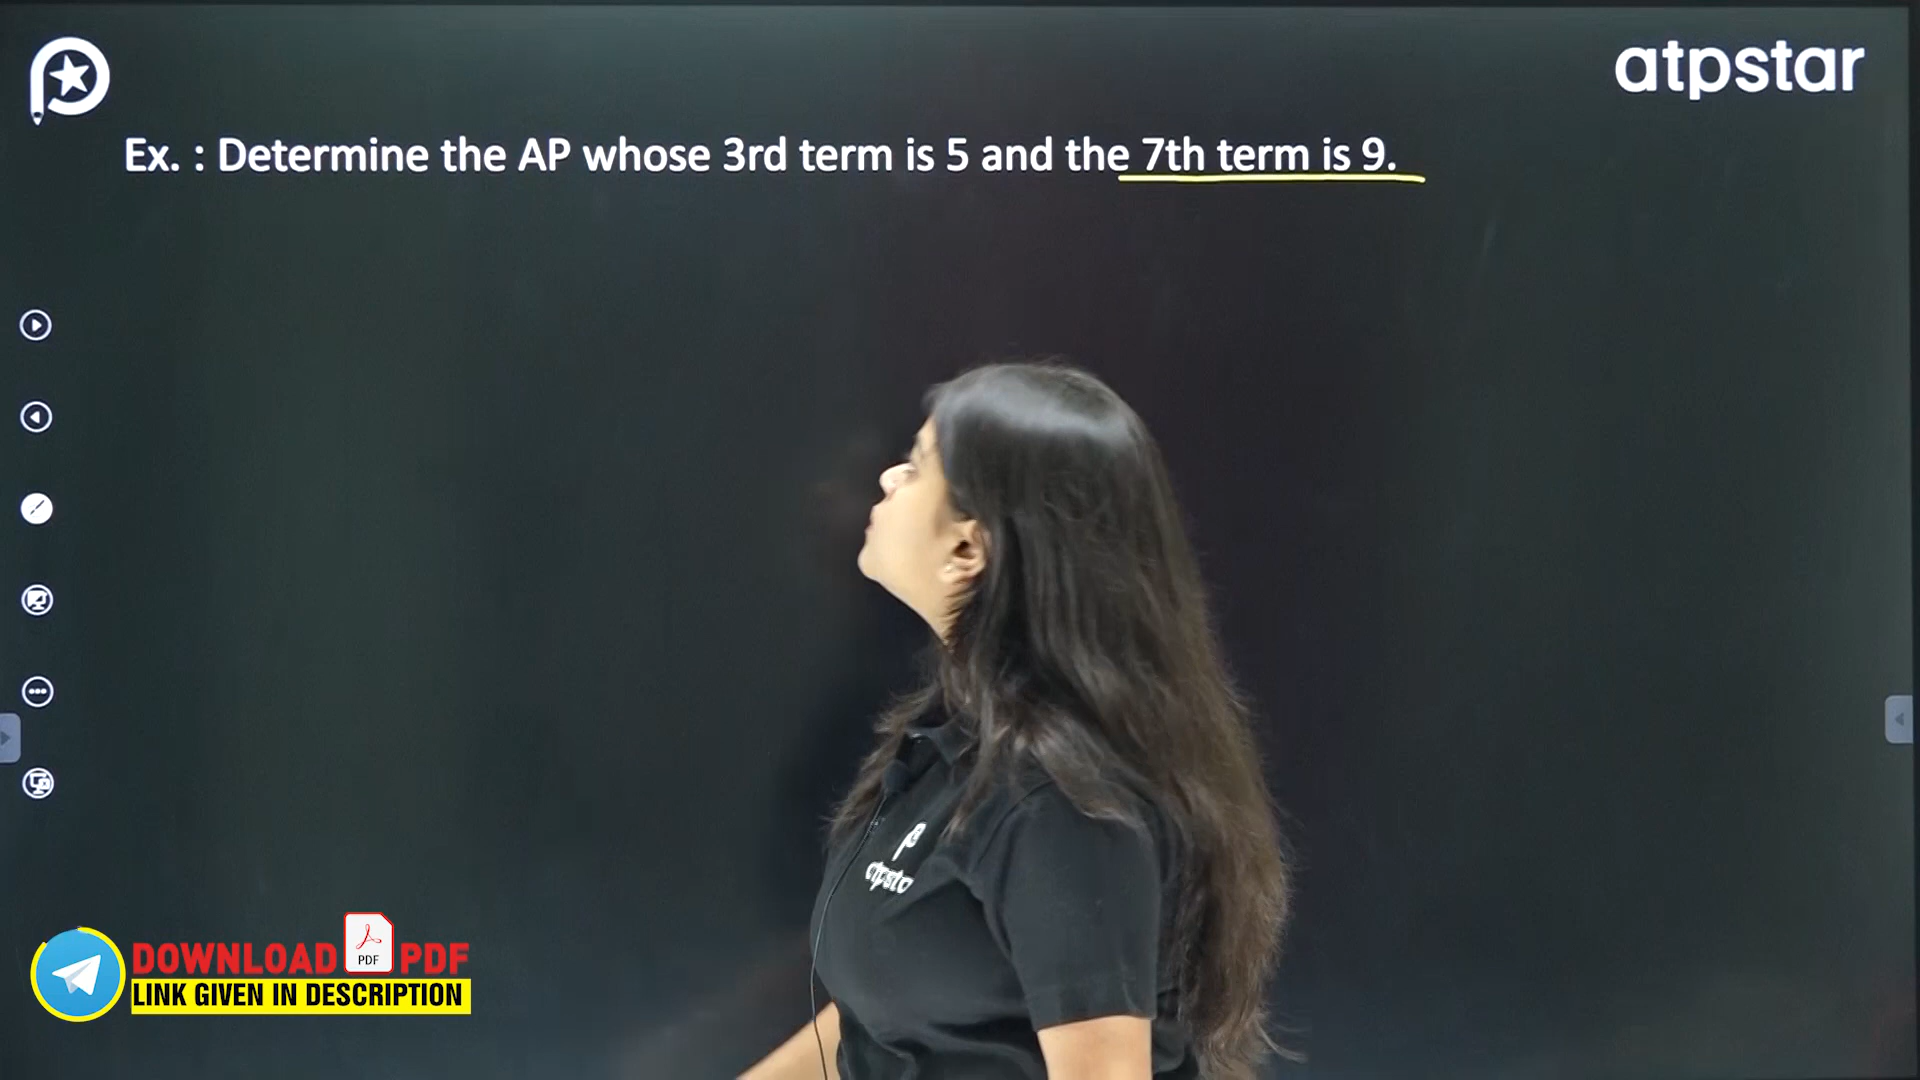 atpstar
Ex. : Determine the AP whose 3rd term is 5 and the 7th term is 9.
atpsta
DOWNLOAD PDF PDF
LINK GIVEN IN DESCRIPTION